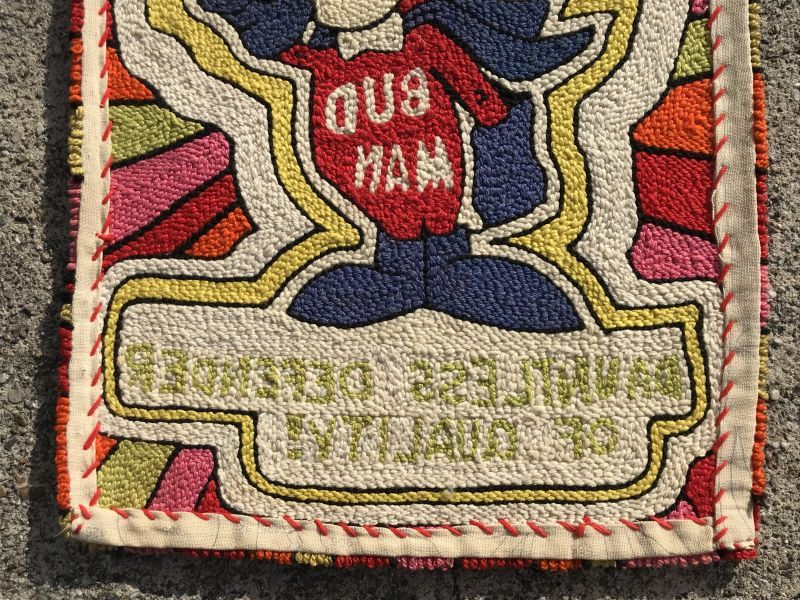 BUD
MAN
DAUNTLESS DEFENDER
OF QUALITY!